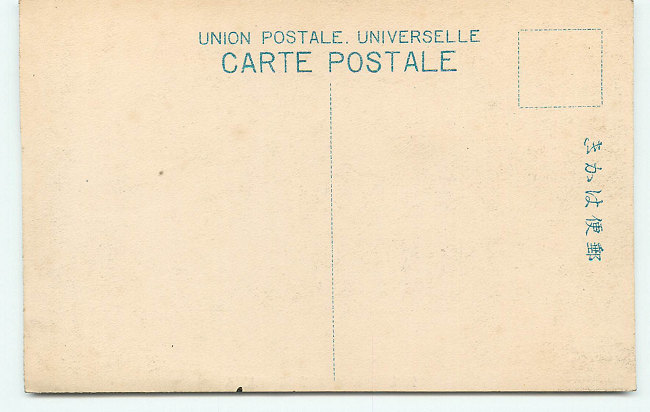 UNION POSTALE. UNIVERSELLE
CARTE POSTALE
きかは便郵